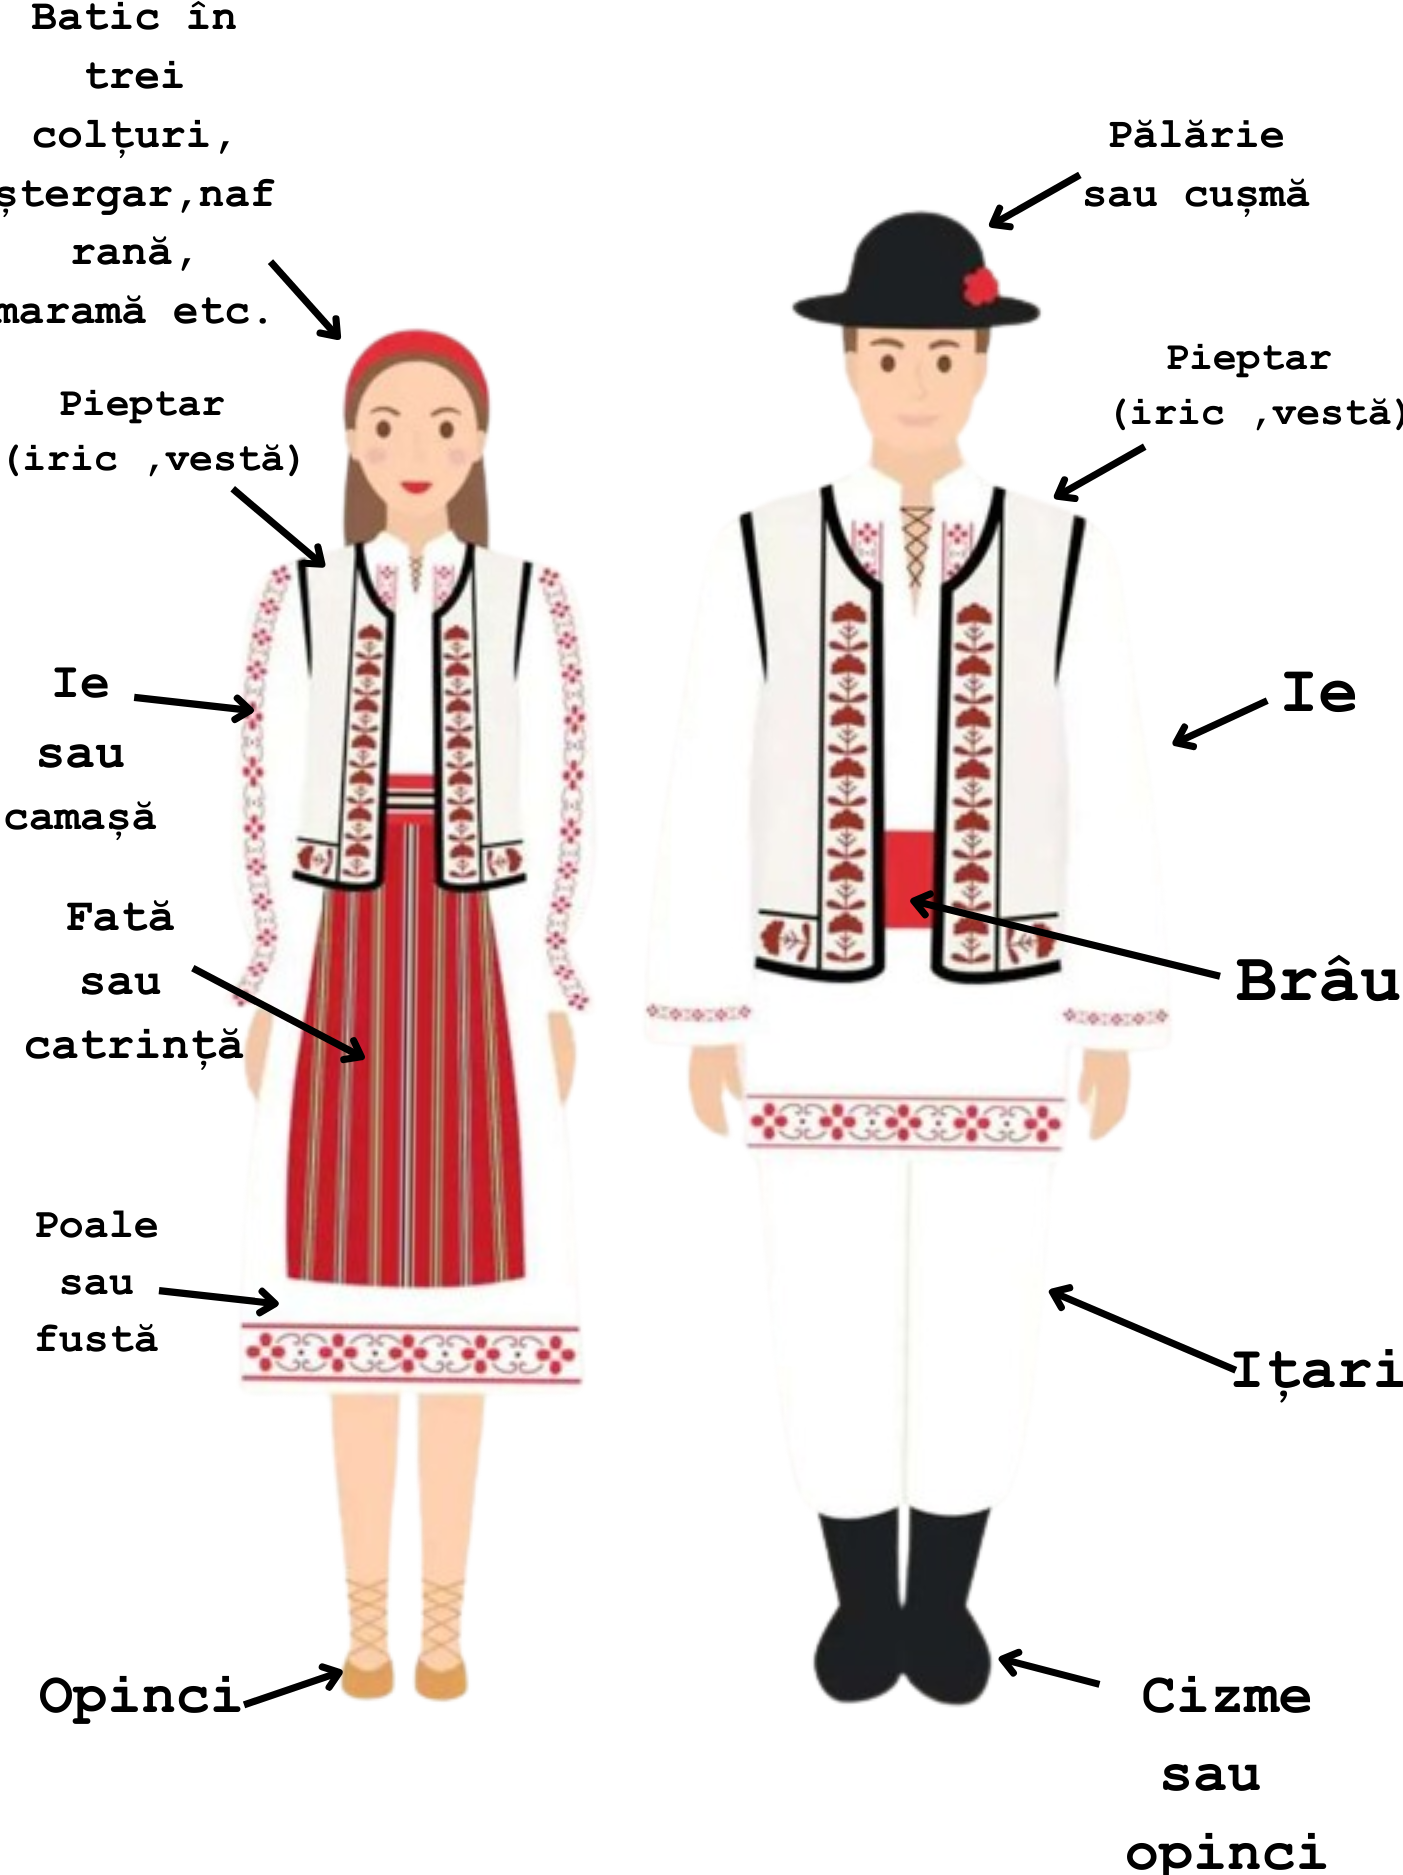 Batic în
trei
colțuri,
ștergar,naf
rană,
maramă etc.
Pieptar
(iric ,vestă)
Ie
sau
camașă
Fată
sau
catrință
Poale
sau
fustă
Opinci
Pălărie
sau cușmă
Pieptar
(iric ,vestă)
Ie
Brâu
Ițari
Cizme
sau
opinci